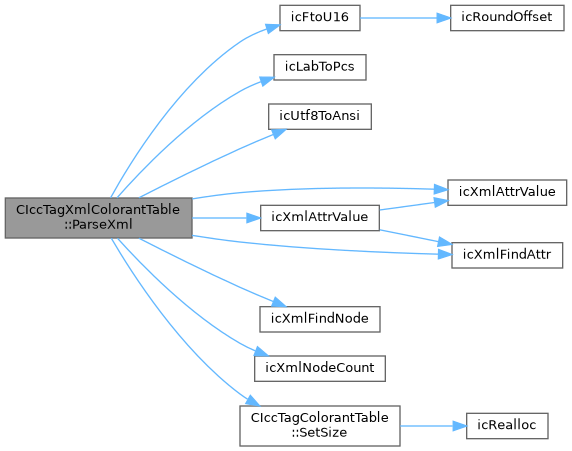 icFtoU16
icRoundOffset
icLabToPcs
icUtf8ToAnsi
icXmlAttrValue
CIccTagXmlColorantTable
::ParseXml
icXmlAttrValue
icXmlFindAttr
icXmlFindNode
icXmlNodeCount
CIccTagColorantTable
::SetSize
icRealloc